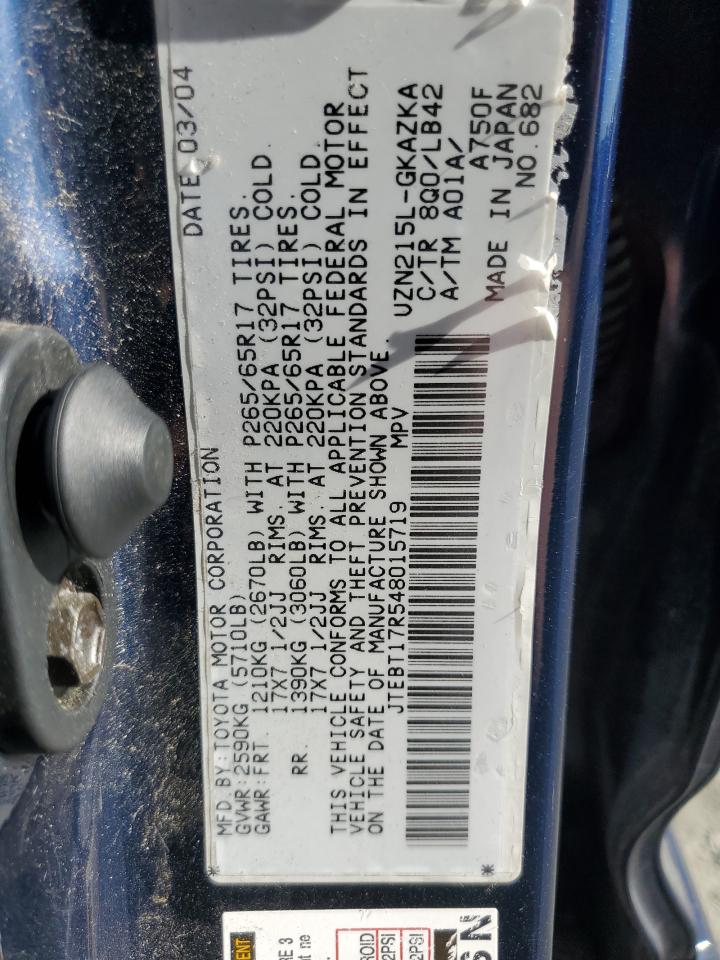 MFD.BY:TOYOTA MOTOR CORPORATION DATE:03/04
GVWR:2590KG (5710LB)
GAWR:FRT. 1210KG (2670LB) WITH P265/65R17 TIRES.
17X7 1/2JJ RIMS. AT 220KPA (32PSI) COLD.
RR. 1390KG (3060LB) WITH P265/65R17 TIRES.
17X7 1/2JJ RIMS. AT 220KPA (32PSI) COLD.
THIS VEHICLE CONFORMS TO ALL APPLICABLE FEDERAL MOTOR
VEHICLE SAFETY AND THEFT PREVENTION STANDARDS IN EFFECT
ON THE DATE OF MANUFACTURE SHOWN ABOVE.
JTEBT17R548015719 MPV
UZN215L-GKAZKA
C/TR 8Q0/LB42
A/TM A01A/
A750F
MADE IN JAPAN
NO.682
* *